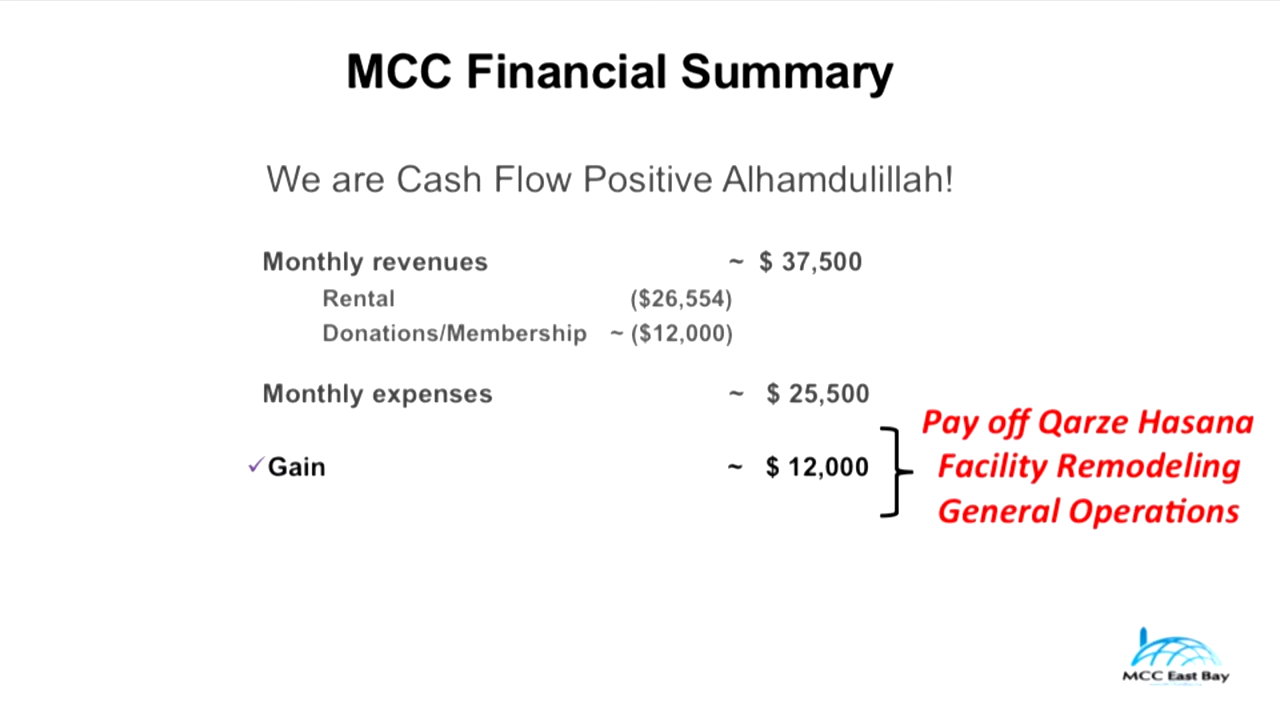 MCC Financial Summary
We are Cash Flow Positive Alhamdulillah!
Monthly revenues ~ $ 37,500
Rental ($26,554)
Donations/Membership ~ ($12,000)
Monthly expenses ~ $ 25,500
✓Gain ~ $ 12,000
Pay off Qarze Hasana
Facility Remodeling
General Operations
MCC East Bay